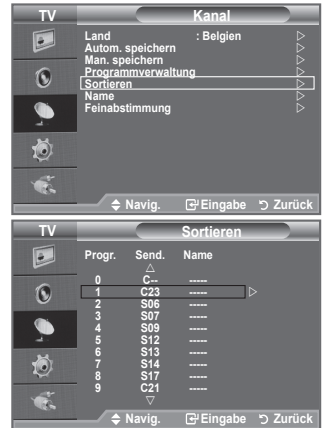 TV Kanal
Land : Belgien
Autom. speichern
Man. speichern
Programmverwaltung
Sortieren
Name
Feinabstimmung
Navig. Eingabe Zurück
TV Sortieren
Progr. Send. Name
0 C-- -----
1 C23 -----
2 S06 -----
3 S07 -----
4 S09 -----
5 S12 -----
6 S13 -----
7 S14 -----
8 S17 -----
9 C21 -----
Navig. Eingabe Zurück